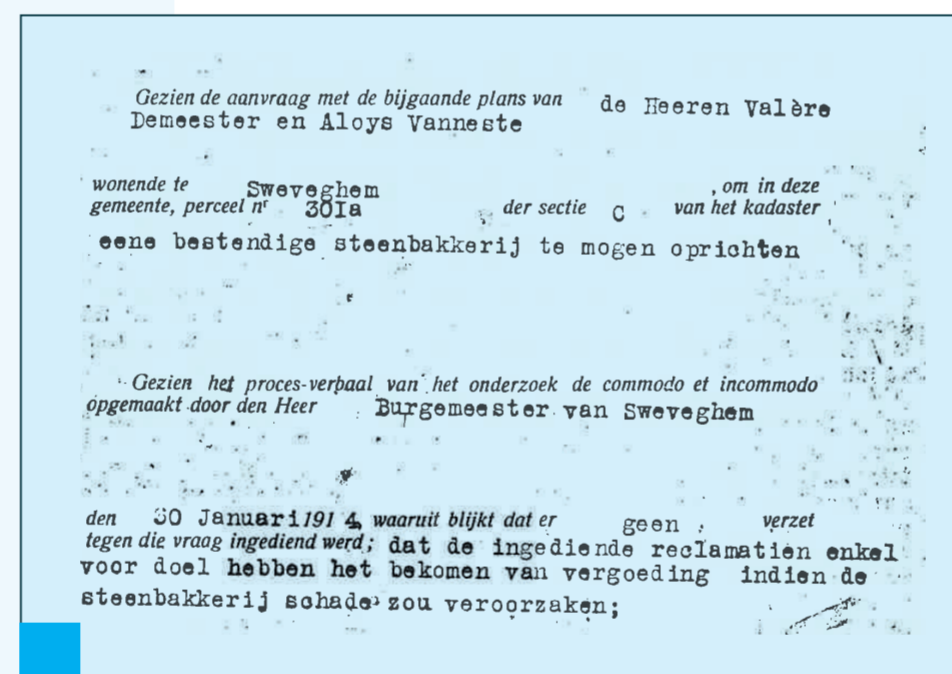 Gezien de aanvraag met de bijgaande plans van de Heeren Valère
Demeester en Aloys Vanneste
wonende te Sweveghem , om in deze
gemeente, perceel nr 30Ia der sectie C van het kadaster
eene bestendige steenbakkerij te mogen oprichten
Gezien het proces-verbaal van het onderzoek de commodo et incommodo
opgemaakt door den Heer Burgemeester van Sweveghem
den 30 Januari 1914, waaruit blijkt dat er geen verzet
tegen die vraag ingediend werd; dat de ingediende reclamatiën enkel
voor doel hebben het bekomen van vergoeding indien de
steenbakkerij schade zou veroorzaken;